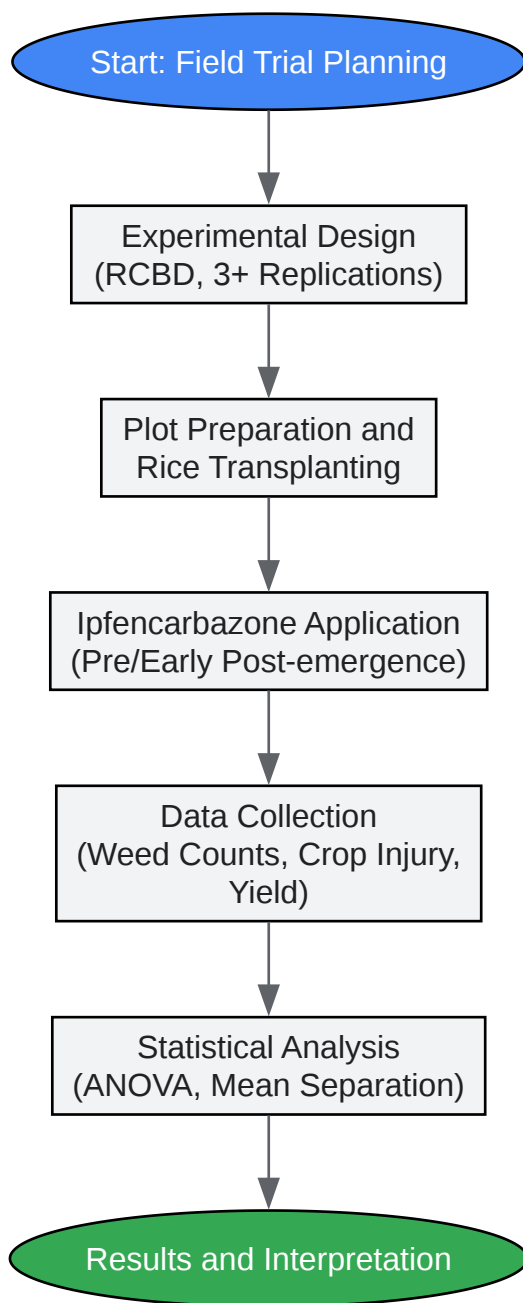 Start: Field Trial Planning
Experimental Design
(RCBD, 3+ Replications)
Plot Preparation and
Rice Transplanting
Ipfencarbazone Application
(Pre/Early Post-emergence)
Data Collection
(Weed Counts, Crop Injury,
Yield)
Statistical Analysis
(ANOVA, Mean Separation)
Results and Interpretation